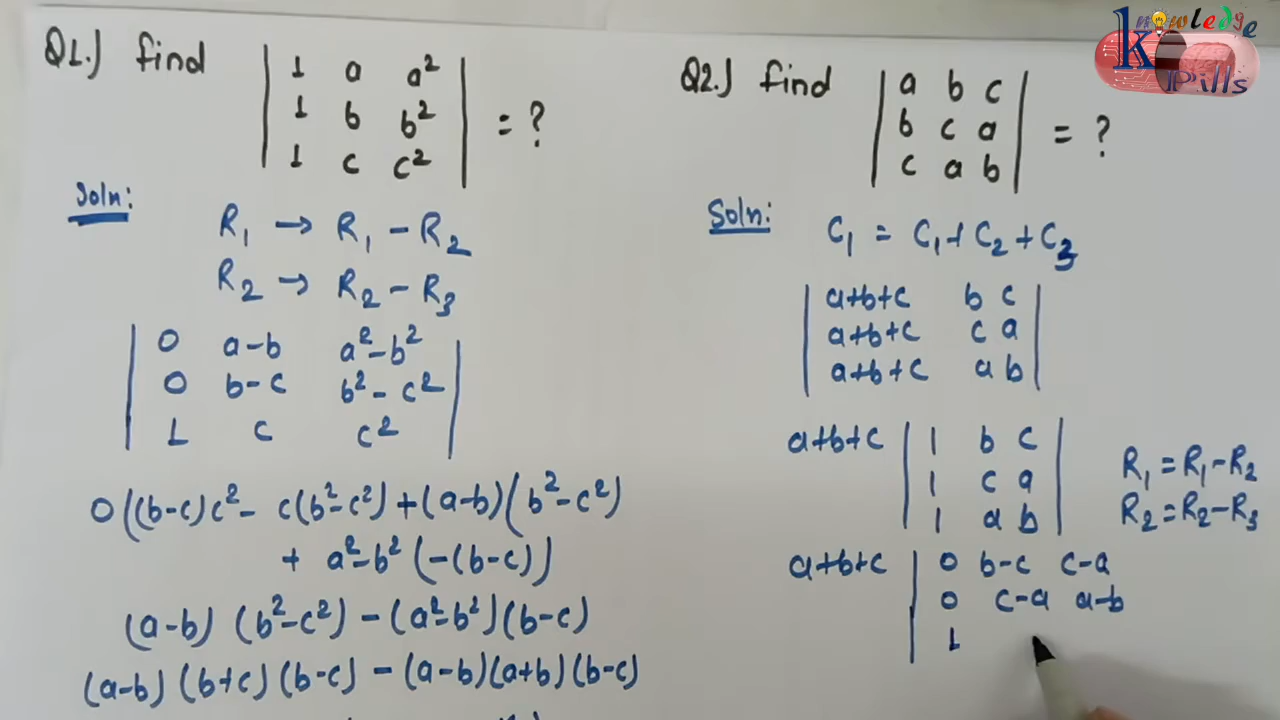 Q1.) find | 1 a a² |
| 1 b b² | = ?
| 1 c c² |
Soln:
R₁ → R₁ - R₂
R₂ → R₂ - R₃
| 0 a-b a²-b² |
| 0 b-c b²-c² |
| 1 c c² |
0((b-c)c² - c(b²-c²) + (a-b)(b²-c²)
+ a²-b²(-(b-c))
(a-b) (b²-c²) - (a²-b²)(b-c)
(a-b) (b+c) (b-c) - (a-b)(a+b)(b-c)
Q2.) find | a b c |
| b c a | = ?
| c a b |
Soln:
C₁ = C₁ + C₂ + C₃
| a+b+c b c |
| a+b+c c a |
| a+b+c a b |
a+b+c | 1 b c |
| 1 c a | R₁ = R₁-R₂
| 1 a b | R₂ = R₂-R₃
a+b+c | 0 b-c c-a
| 0 c-a a-b
| 1
knowledge
Pills